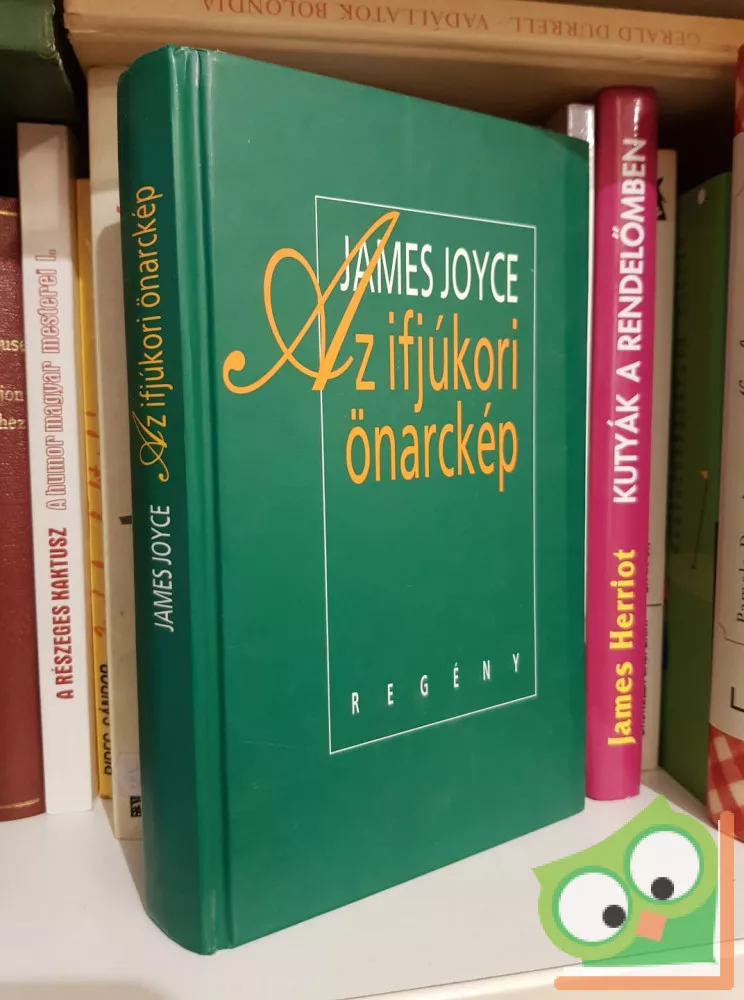 GERALD DURRELL - VADÁLLATOK BOLONDJA
A RÉSZEGES KAKTUSZ A humor magyar mesterei I.
JAMES JOYCE Az ifjúkori önarckép
JAMES JOYCE
Az ifjúkori
önarckép
REGÉNY
James Herriot KUTYÁK A RENDELŐMBEN